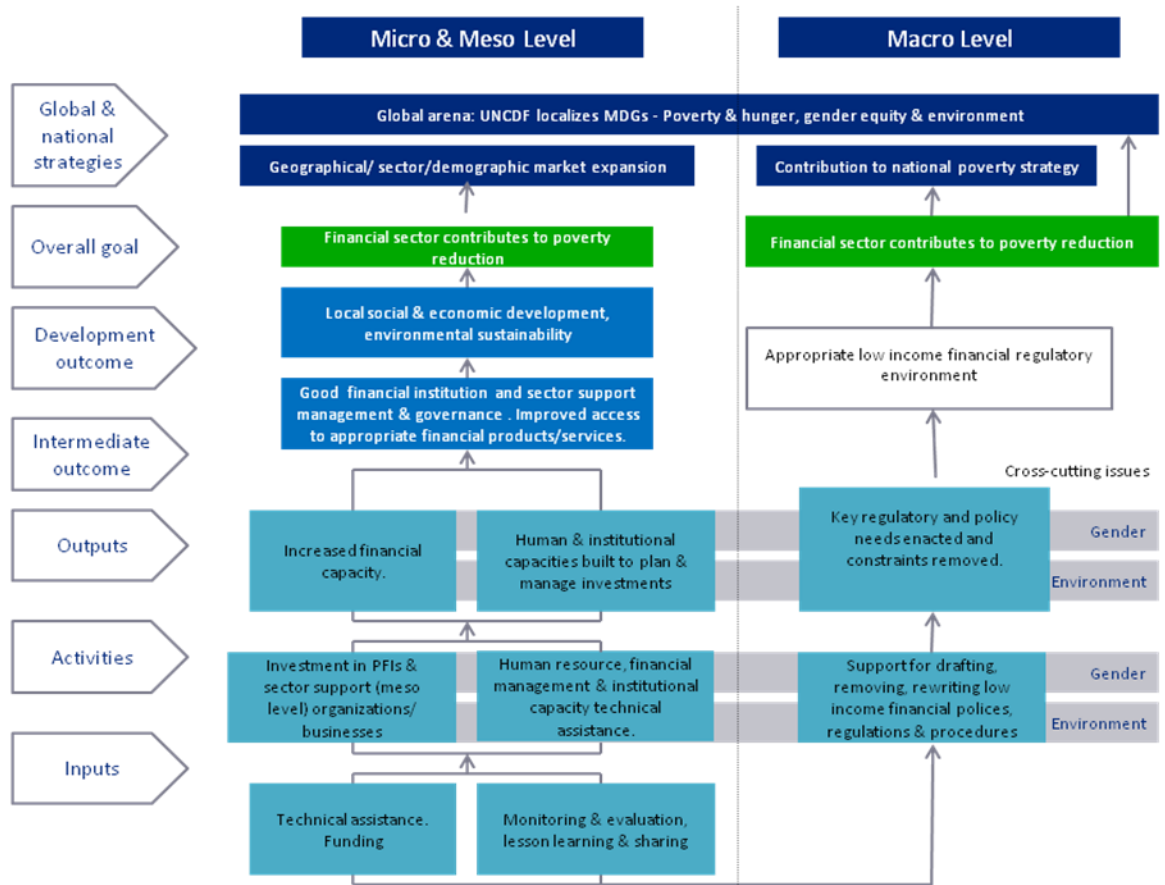 Micro & Meso Level
Macro Level
Global &
national
strategies
Global arena: UNCDF localizes MDGs - Poverty & hunger, gender equity & environment
Geographical/ sector/demographic market expansion
Contribution to national poverty strategy
Overall goal
Financial sector contributes to poverty
reduction
Financial sector contributes to poverty reduction
Development
outcome
Local social & economic development,
environmental sustainability
Appropriate low income financial regulatory
environment
Good financial institution and sector support
management & governance . Improved access
to appropriate financial products/services.
Intermediate
outcome
Cross-cutting issues
Outputs
Increased financial
capacity.
Human & institutional
capacities built to plan &
manage investments
Key regulatory and policy
needs enacted and
constraints removed.
Gender
Environment
Activities
Investment in PFIs &
sector support (meso
level) organizations/
businesses
Human resource, financial
management & institutional
capacity technical
assistance.
Support for drafting,
removing, rewriting low
income financial polices,
regulations & procedures
Gender
Environment
Inputs
Technical assistance.
Funding
Monitoring & evaluation,
lesson learning & sharing